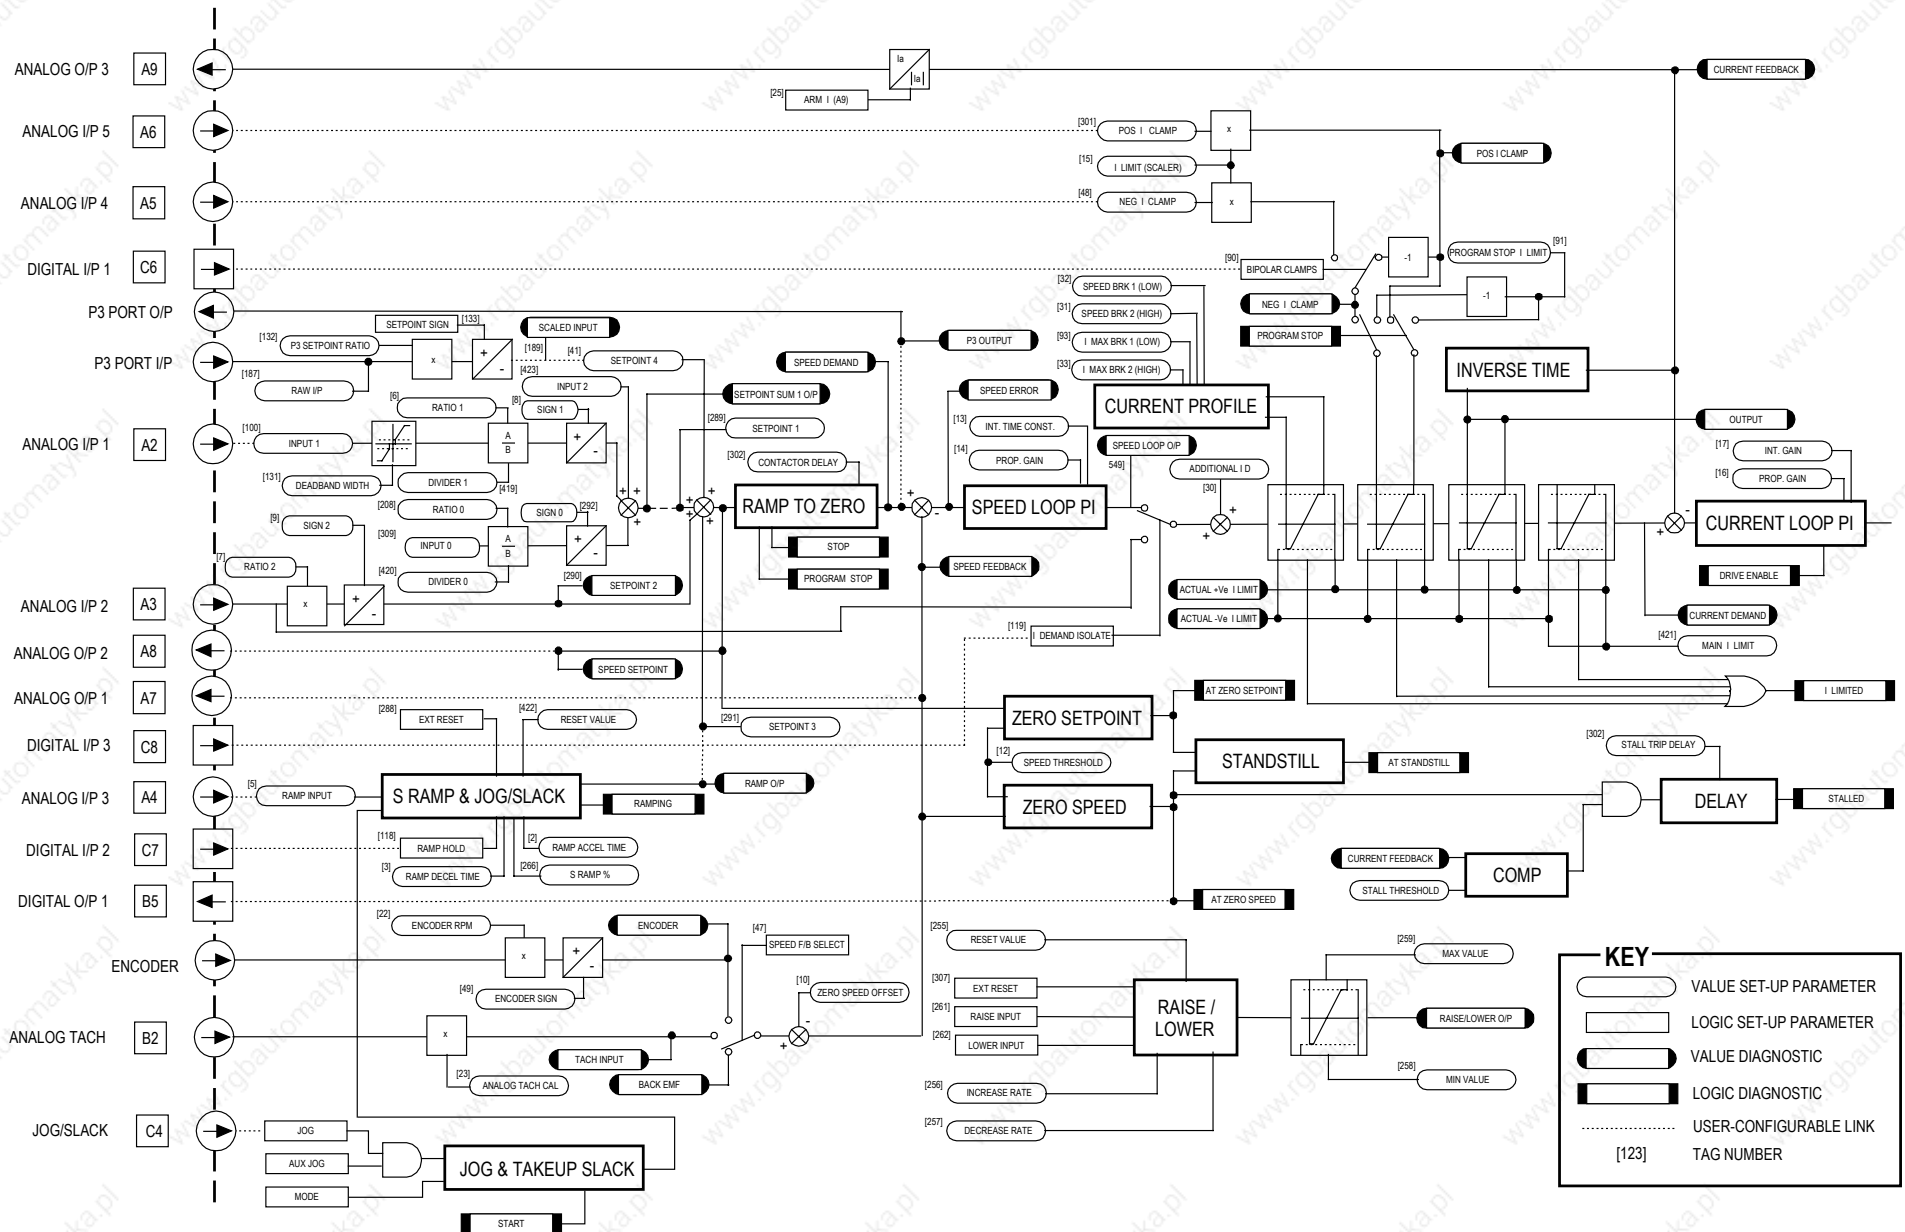 ANALOG O/P 3
A9
Ia
|Ia|
CURRENT FEEDBACK
[25]
ARM I (A9)
ANALOG I/P 5
A6
[301]
POS I CLAMP
x
POS I CLAMP
[15]
I LIMIT (SCALER)
ANALOG I/P 4
A5
[48]
NEG I CLAMP
x
DIGITAL I/P 1
C6
[90]
BIPOLAR CLAMPS
-1
PROGRAM STOP I LIMIT
[91]
-1
NEG I CLAMP
PROGRAM STOP
P3 PORT O/P
P3 PORT I/P
[132]
P3 SETPOINT RATIO
SETPOINT SIGN
[133]
x
+
-
SCALED INPUT
[189]
[41]
SETPOINT 4
[187]
RAW I/P
[423]
INPUT 2
SPEED DEMAND
P3 OUTPUT
[32]
SPEED BRK 1 (LOW)
[31]
SPEED BRK 2 (HIGH)
[93]
I MAX BRK 1 (LOW)
[33]
I MAX BRK 2 (HIGH)
CURRENT PROFILE
INVERSE TIME
OUTPUT
ANALOG I/P 1
A2
[100]
INPUT 1
[6]
RATIO 1
[8]
SIGN 1
A
B
+
-
[131]
DEADBAND WIDTH
DIVIDER 1
[419]
SETPOINT SUM 1 O/P
[289]
SETPOINT 1
[302]
CONTACTOR DELAY
SPEED ERROR
[13]
INT. TIME CONST.
[14]
PROP. GAIN
SPEED LOOP O/P
549]
ADDITIONAL I D
[30]
[17]
INT. GAIN
[16]
PROP. GAIN
[208]
RATIO 0
SIGN 0
[292]
[309]
INPUT 0
A
B
+
-
[420]
DIVIDER 0
[9]
SIGN 2
[7]
RATIO 2
+
+
+
+
+
+
RAMP TO ZERO
STOP
PROGRAM STOP
+
-
SPEED LOOP PI
SPEED FEEDBACK
+
+
+
-
CURRENT LOOP PI
DRIVE ENABLE
ANALOG I/P 2
A3
x
+
-
[290]
SETPOINT 2
ACTUAL +Ve I LIMIT
ACTUAL -Ve I LIMIT
CURRENT DEMAND
[421]
MAIN I LIMIT
[119]
I DEMAND ISOLATE
ANALOG O/P 2
A8
SPEED SETPOINT
ANALOG O/P 1
A7
I LIMITED
[288]
EXT RESET
[422]
RESET VALUE
[291]
SETPOINT 3
ZERO SETPOINT
AT ZERO SETPOINT
DIGITAL I/P 3
C8
[12]
SPEED THRESHOLD
STANDSTILL
AT STANDSTILL
[302]
STALL TRIP DELAY
ANALOG I/P 3
A4
[5]
RAMP INPUT
S RAMP & JOG/SLACK
RAMP O/P
RAMPING
ZERO SPEED
DELAY
STALLED
DIGITAL I/P 2
C7
[118]
RAMP HOLD
[2]
RAMP ACCEL TIME
[3]
RAMP DECEL TIME
[266]
S RAMP %
CURRENT FEEDBACK
STALL THRESHOLD
COMP
DIGITAL O/P 1
B5
AT ZERO SPEED
ENCODER
[22]
ENCODER RPM
x
+
-
[49]
ENCODER SIGN
ENCODER
[47]
SPEED F/B SELECT
[10]
ZERO SPEED OFFSET
-
+
ANALOG TACH
B2
x
[23]
ANALOG TACH CAL
TACH INPUT
BACK EMF
[255]
RESET VALUE
[307]
EXT RESET
[261]
RAISE INPUT
[262]
LOWER INPUT
[256]
INCREASE RATE
[257]
DECREASE RATE
RAISE /
LOWER
[259]
MAX VALUE
RAISE/LOWER O/P
[258]
MIN VALUE
JOG/SLACK
C4
JOG
AUX JOG
MODE
JOG & TAKEUP SLACK
START
KEY
VALUE SET-UP PARAMETER
LOGIC SET-UP PARAMETER
VALUE DIAGNOSTIC
LOGIC DIAGNOSTIC
USER-CONFIGURABLE LINK
[123]
TAG NUMBER
www.rgbautomatyka.pl